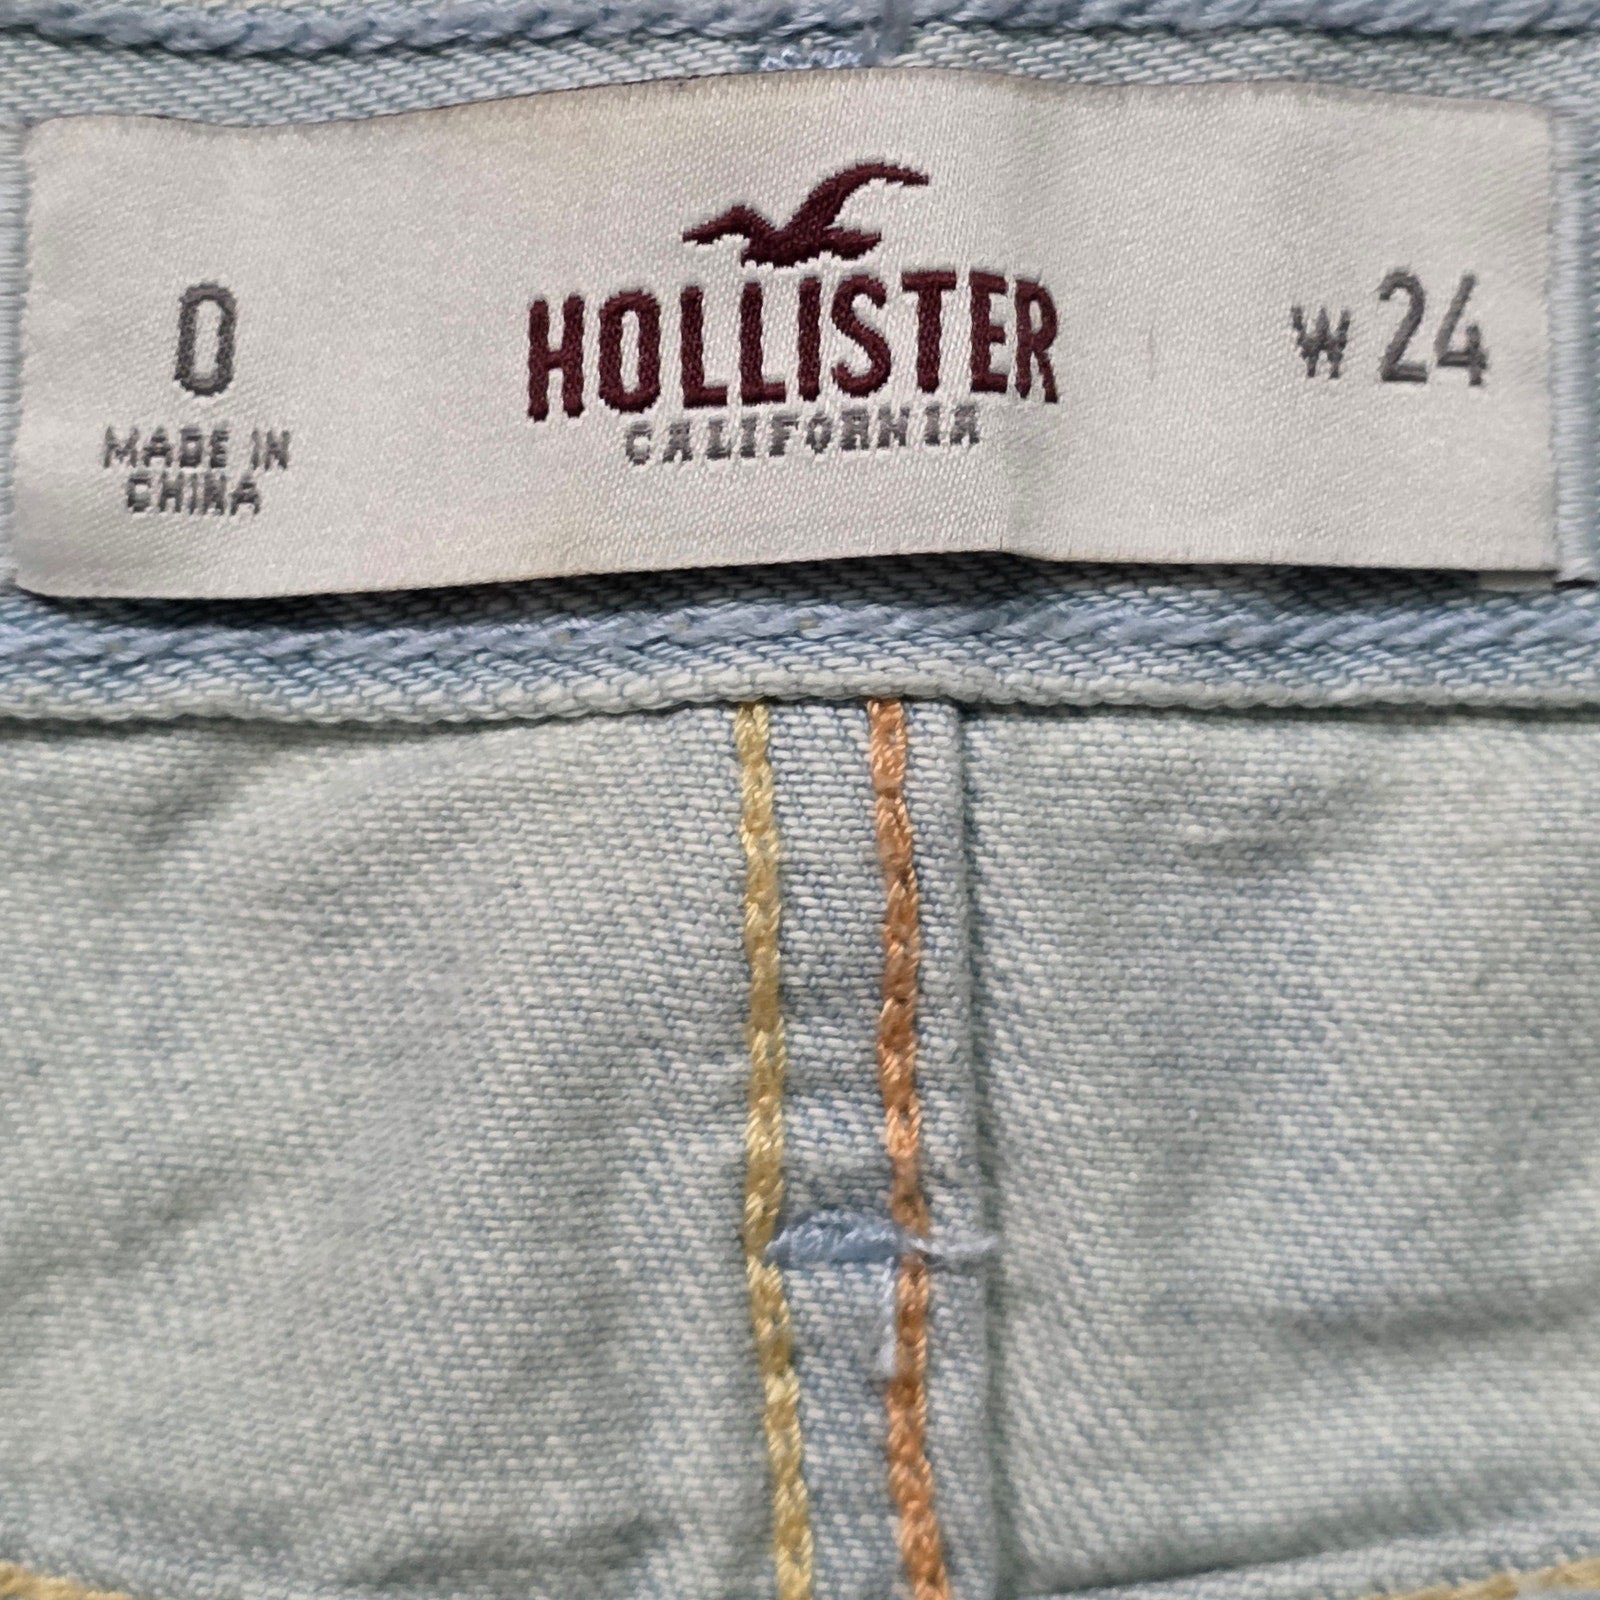 0
MADE IN
CHINA
HOLLISTER
CALIFORNIA
W 24